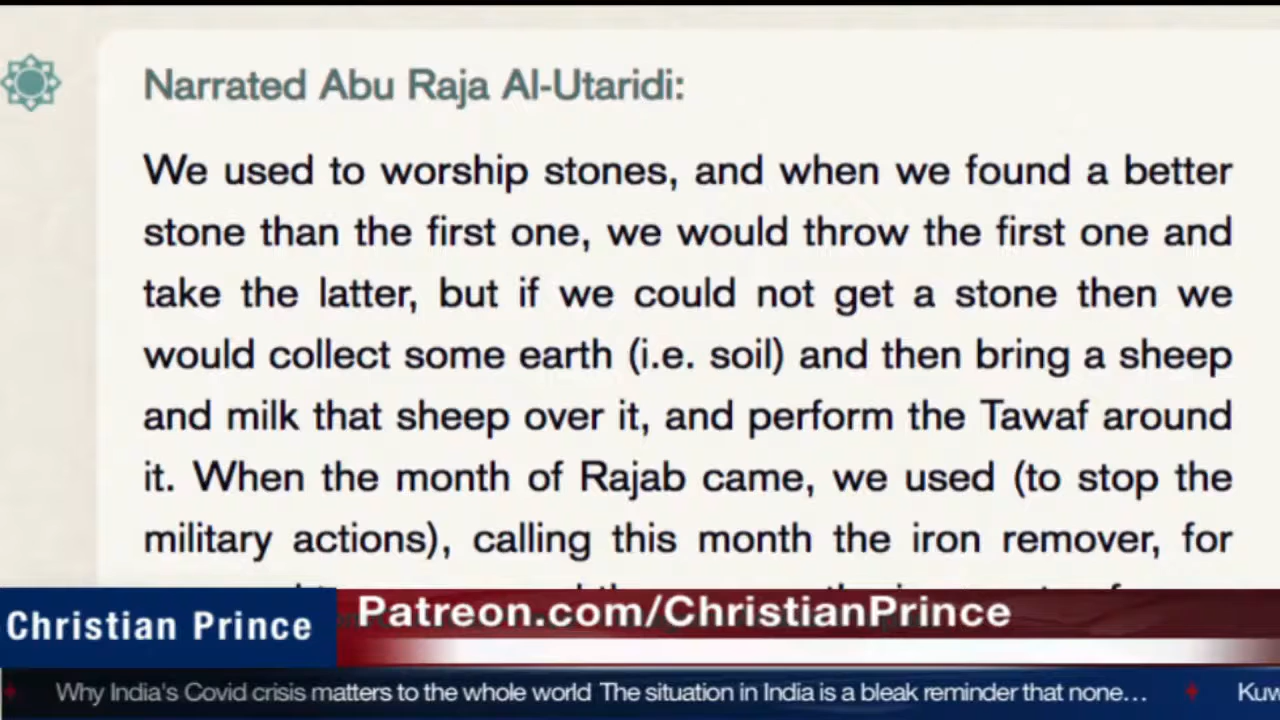 Narrated Abu Raja Al-Utaridi:
We used to worship stones, and when we found a better
stone than the first one, we would throw the first one and
take the latter, but if we could not get a stone then we
would collect some earth (i.e. soil) and then bring a sheep
and milk that sheep over it, and perform the Tawaf around
it. When the month of Rajab came, we used (to stop the
military actions), calling this month the iron remover, for
Christian Prince
Patreon.com/ChristianPrince
Why India's Covid crisis matters to the whole world The situation in India is a bleak reminder that none...